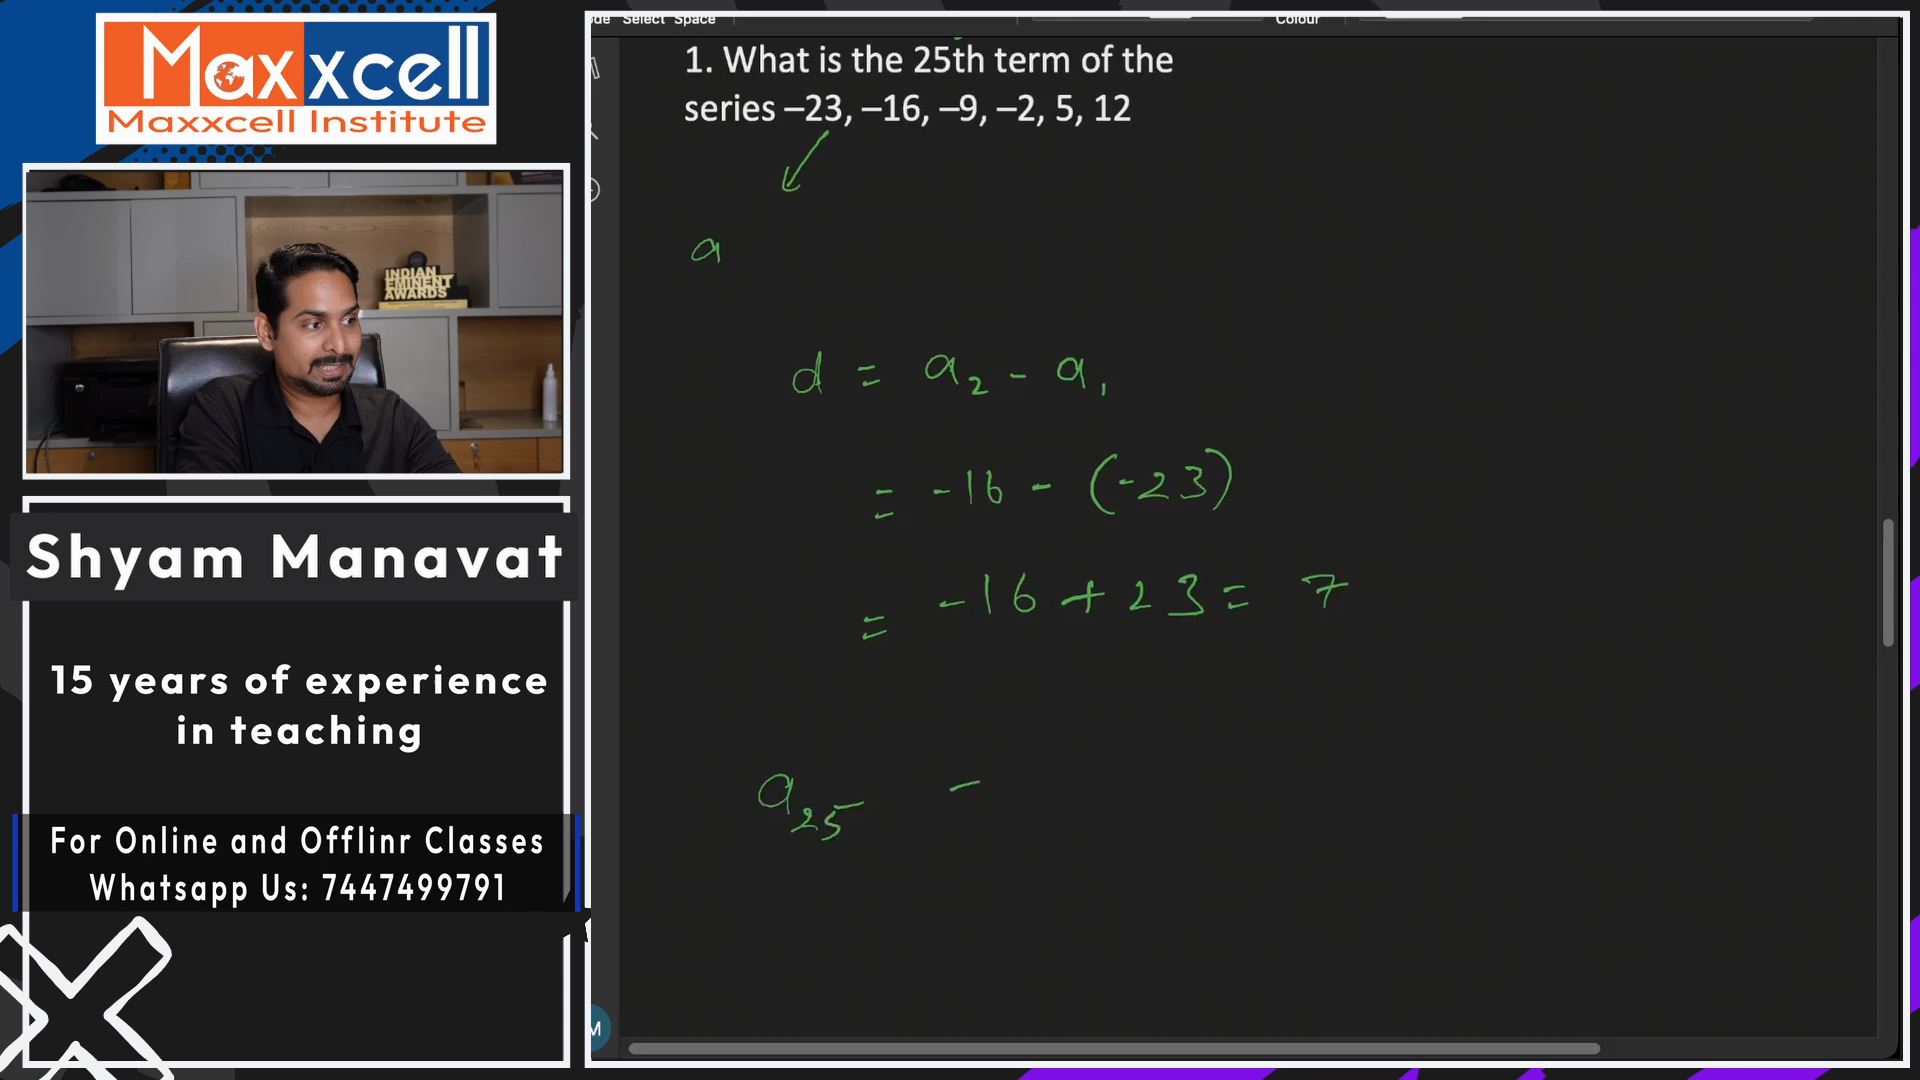 Maxxcell
Maxxcell Institute
INDIAN
EMINENT
AWARDS
Shyam Manavat
15 years of experience
in teaching
For Online and Offlinr Classes
Whatsapp Us: 7447499791
Select Space
Colour
1. What is the 25th term of the
series –23, –16, –9, –2, 5, 12
a
d = a₂ - a₁
= -16 - (-23)
= -16 + 23 = 7
a₂₅ -
M